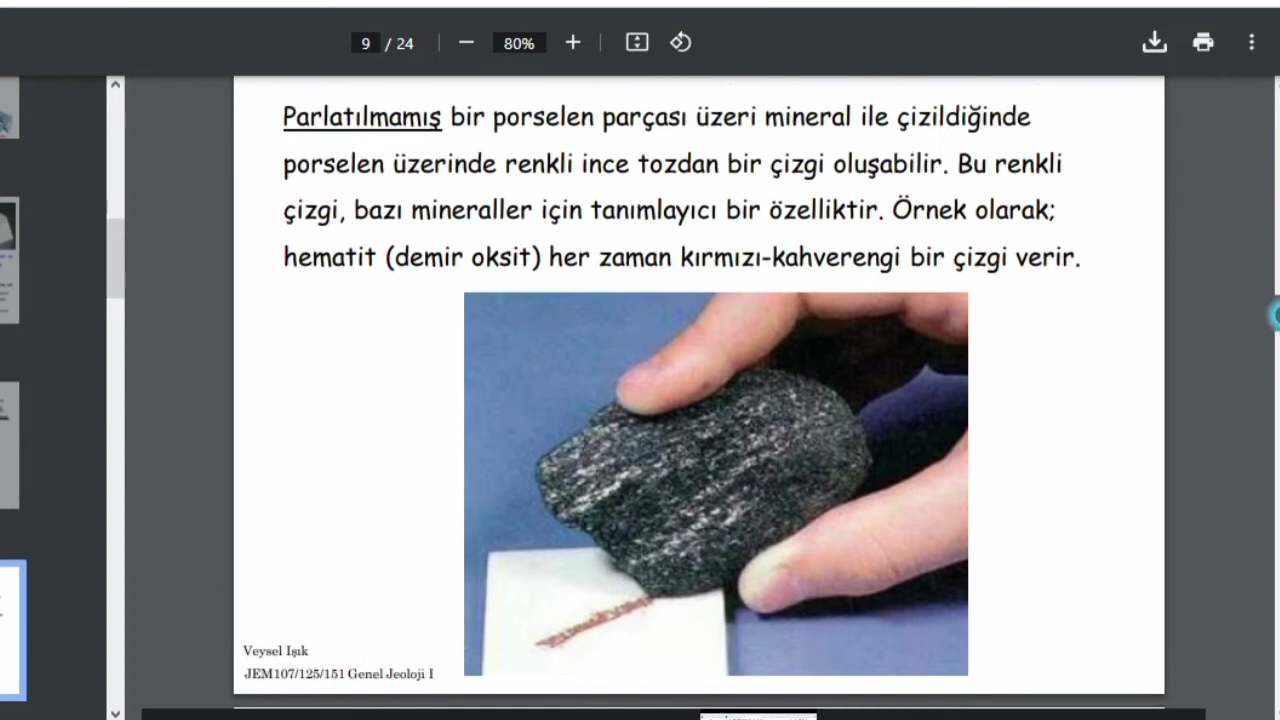 9 / 24
80%
Parlatılmamış bir porselen parçası üzeri mineral ile çizildiğinde
porselen üzerinde renkli ince tozdan bir çizgi oluşabilir. Bu renkli
çizgi, bazı mineraller için tanımlayıcı bir özelliktir. Örnek olarak;
hematit (demir oksit) her zaman kırmızı-kahverengi bir çizgi verir.
Veysel Işık
JEM107/125/151 Genel Jeoloji I